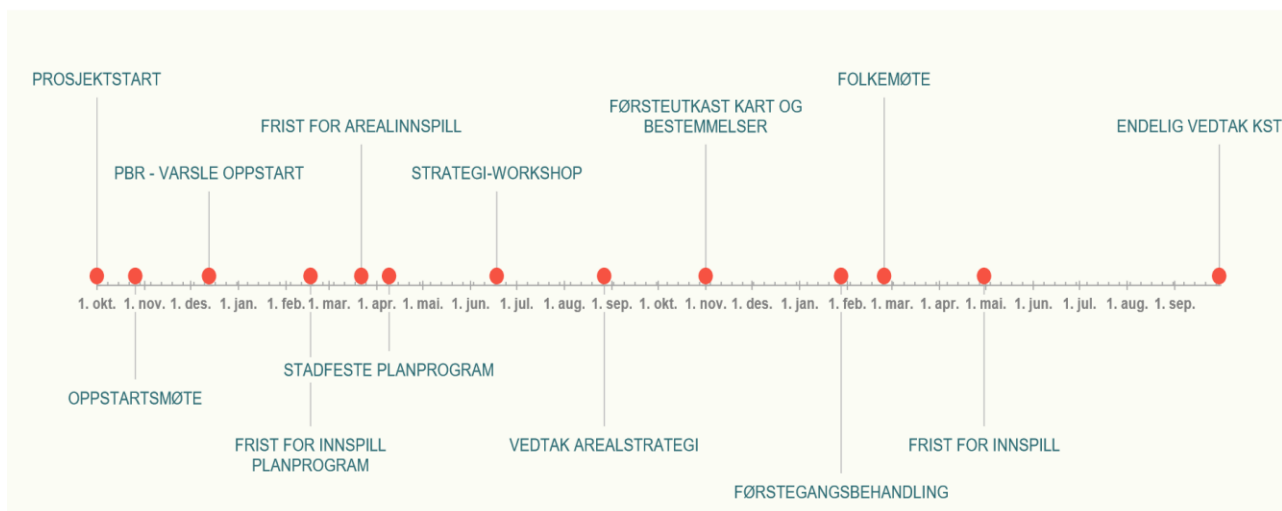 PROSJEKTSTART
FOLKEMØTE
FØRSTEUTKAST KART OG
BESTEMMELSER
FRIST FOR AREALINNSPILL
ENDELIG VEDTAK KST
PBR - VARSLE OPPSTART
STRATEGI-WORKSHOP
1. okt. 1. nov. 1. des. 1. jan. 1. feb. 1. mar. 1. apr. 1. mai. 1. jun. 1. jul. 1. aug. 1. sep. 1. okt. 1. nov. 1. des. 1. jan. 1. feb. 1. mar. 1. apr. 1. mai. 1. jun. 1. jul. 1. aug. 1. sep.
STADFESTE PLANPROGRAM
OPPSTARTSMØTE
FRIST FOR INNSPILL
PLANPROGRAM
VEDTAK AREALSTRATEGI
FRIST FOR INNSPILL
FØRSTEGANGSBEHANDLING